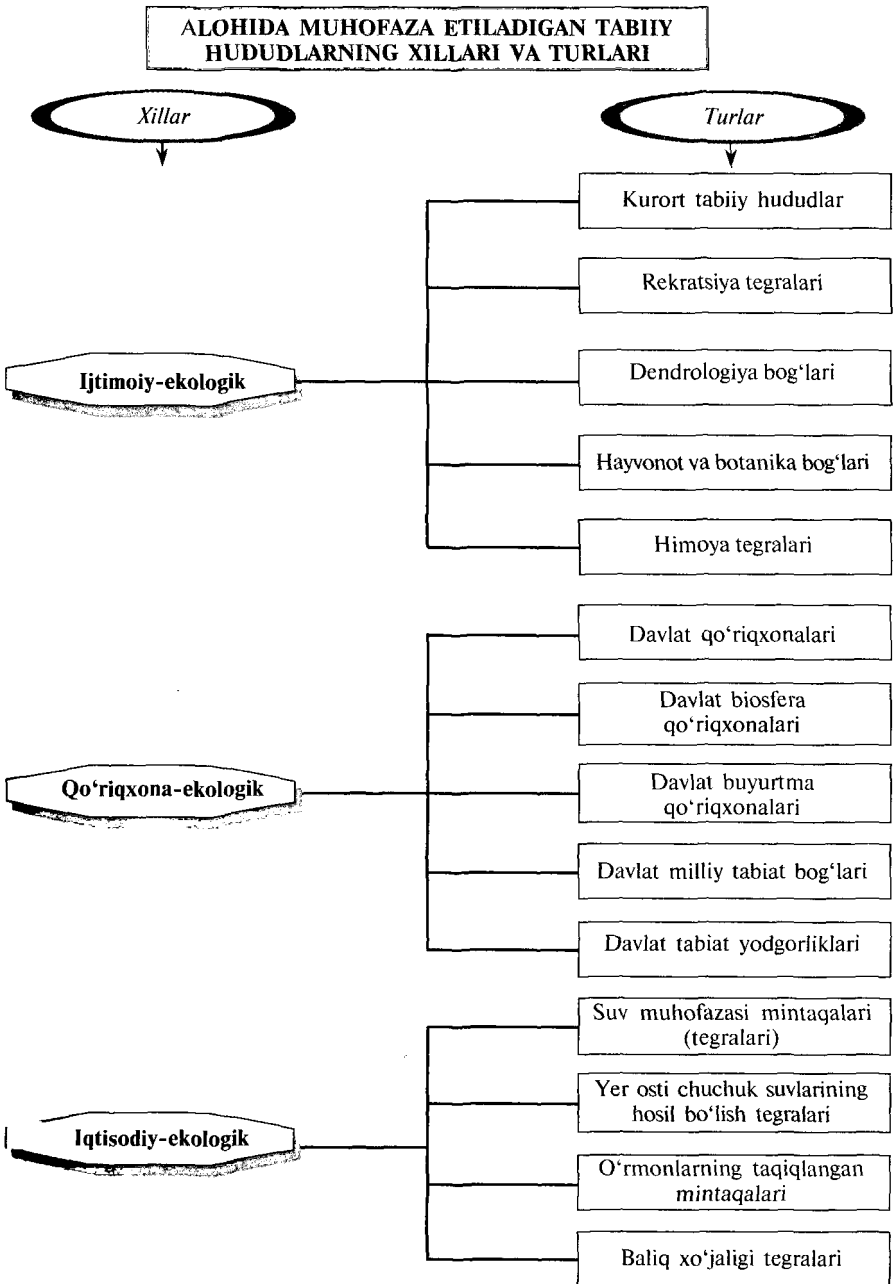 ALOHIDA MUHOFAZA ETILADIGAN TABIIY
HUDUDLARNING XILLARI VA TURLARI
Xillar
Turlar
Ijtimoiy-ekologik
Kurort tabiiy hududlar
Rekratsiya tegralari
Dendrologiya bog‘lari
Hayvonot va botanika bog‘lari
Himoya tegralari
Qo‘riqxona-ekologik
Davlat qo‘riqxonalari
Davlat biosfera
qo‘riqxonalari
Davlat buyurtma
qo‘riqxonalari
Davlat milliy tabiat bog‘lari
Davlat tabiat yodgorliklari
Iqtisodiy-ekologik
Suv muhofazasi mintaqalari
(tegralari)
Yer osti chuchuk suvlarining
hosil bo‘lish tegralari
O‘rmonlarning taqiqlangan
mintaqalari
Baliq xo‘jaligi tegralari